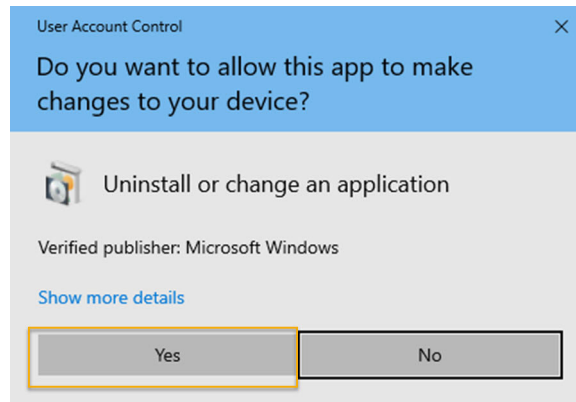 User Account Control
Do you want to allow this app to make
changes to your device?
Uninstall or change an application
Verified publisher: Microsoft Windows
Show more details
Yes
No